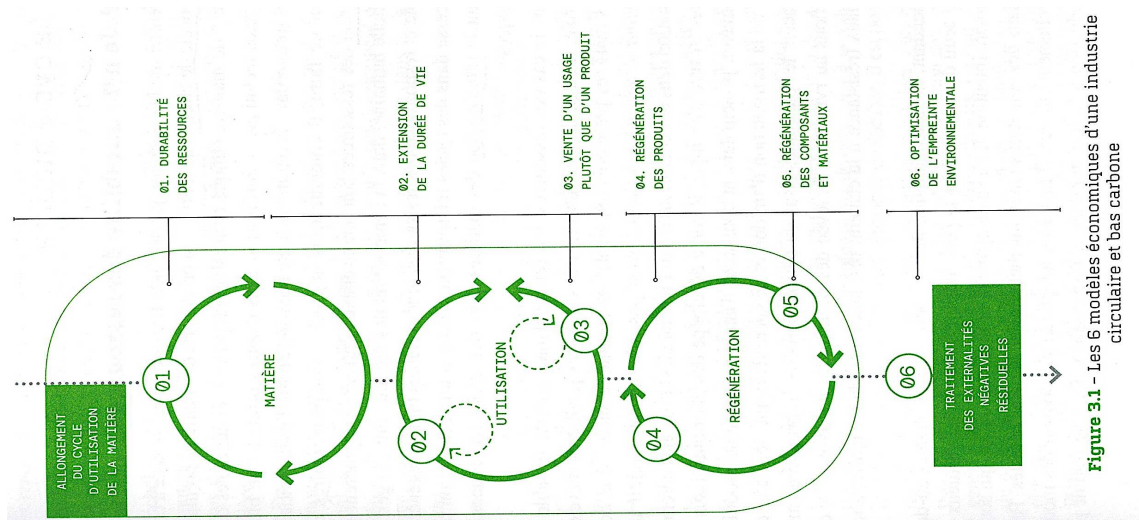 ALLONGEMENT
DU CYCLE
D'UTILISATION
DE LA MATIÈRE
01
MATIÈRE
02
UTILISATION
03
04
RÉGÉNÉRATION
05
06
TRAITEMENT
DES EXTERNALITÉS
NÉGATIVES
RÉSIDUELLES
01. DURABILITÉ
DES RESSOURCES
02. EXTENSION
DE LA DURÉE DE VIE
03. VENTE D'UN USAGE
PLUTÔT QUE D'UN PRODUIT
04. RÉGÉNÉRATION
DES PRODUITS
05. RÉGÉNÉRATION
DES COMPOSANTS
ET MATÉRIAUX
06. OPTIMISATION
DE L'EMPREINTE
ENVIRONNEMENTALE
Figure 3.1 – Les 6 modèles économiques d'une industrie
circulaire et bas carbone